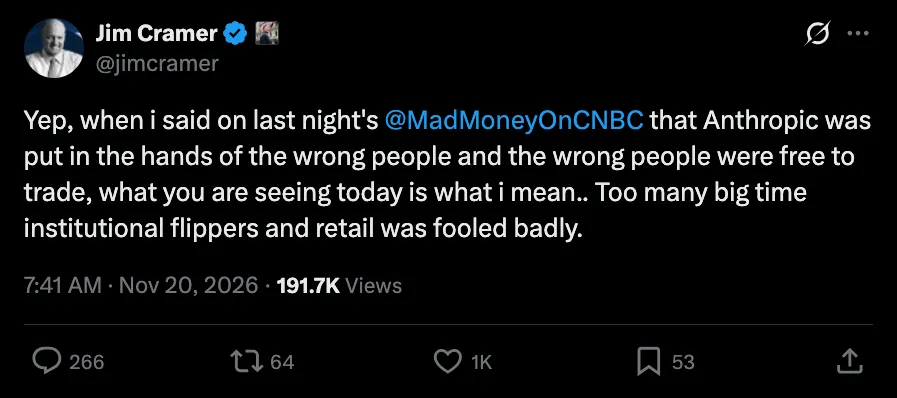 Jim Cramer
@jimcramer
Yep, when i said on last night's @MadMoneyOnCNBC that Anthropic was
put in the hands of the wrong people and the wrong people were free to
trade, what you are seeing today is what i mean.. Too many big time
institutional flippers and retail was fooled badly.
7:41 AM · Nov 20, 2026 · 191.7K Views
266 64 1K 53